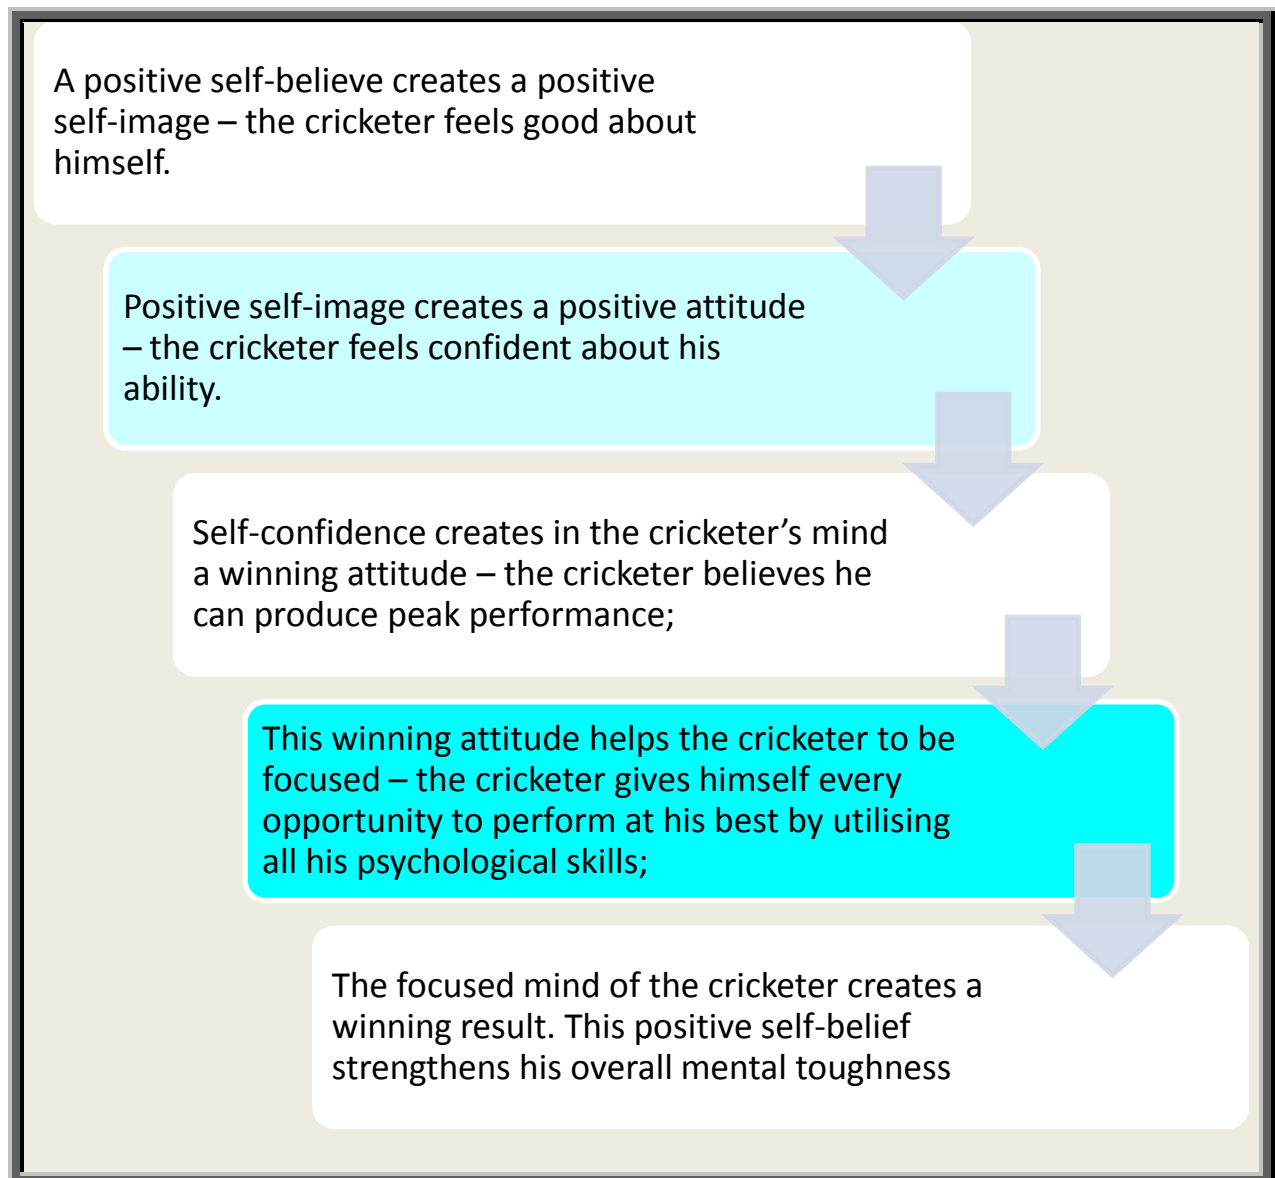 A positive self-believe creates a positive
self-image – the cricketer feels good about
himself.
Positive self-image creates a positive attitude
– the cricketer feels confident about his
ability.
Self-confidence creates in the cricketer’s mind
a winning attitude – the cricketer believes he
can produce peak performance;
This winning attitude helps the cricketer to be
focused – the cricketer gives himself every
opportunity to perform at his best by utilising
all his psychological skills;
The focused mind of the cricketer creates a
winning result. This positive self-belief
strengthens his overall mental toughness